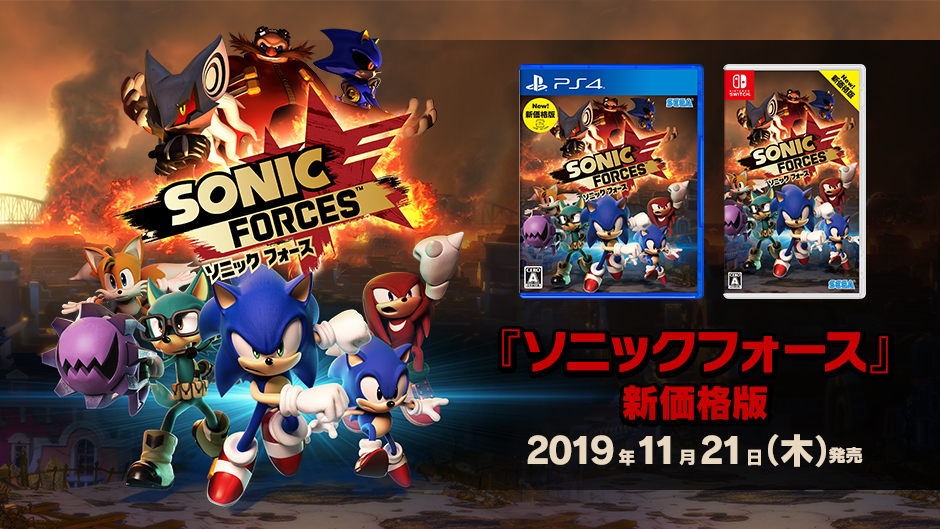 SONIC
FORCES™
ソニック フォース
PS4
SEGA
New!
新価格版
SONIC
FORCES
ソニック フォース
CERO
A
NINTENDO
SWITCH
New!
新価格版
SONIC
FORCES
ソニック フォース
CERO
A
SEGA
『ソニックフォース』
新価格版
2019年11月21日(木)発売